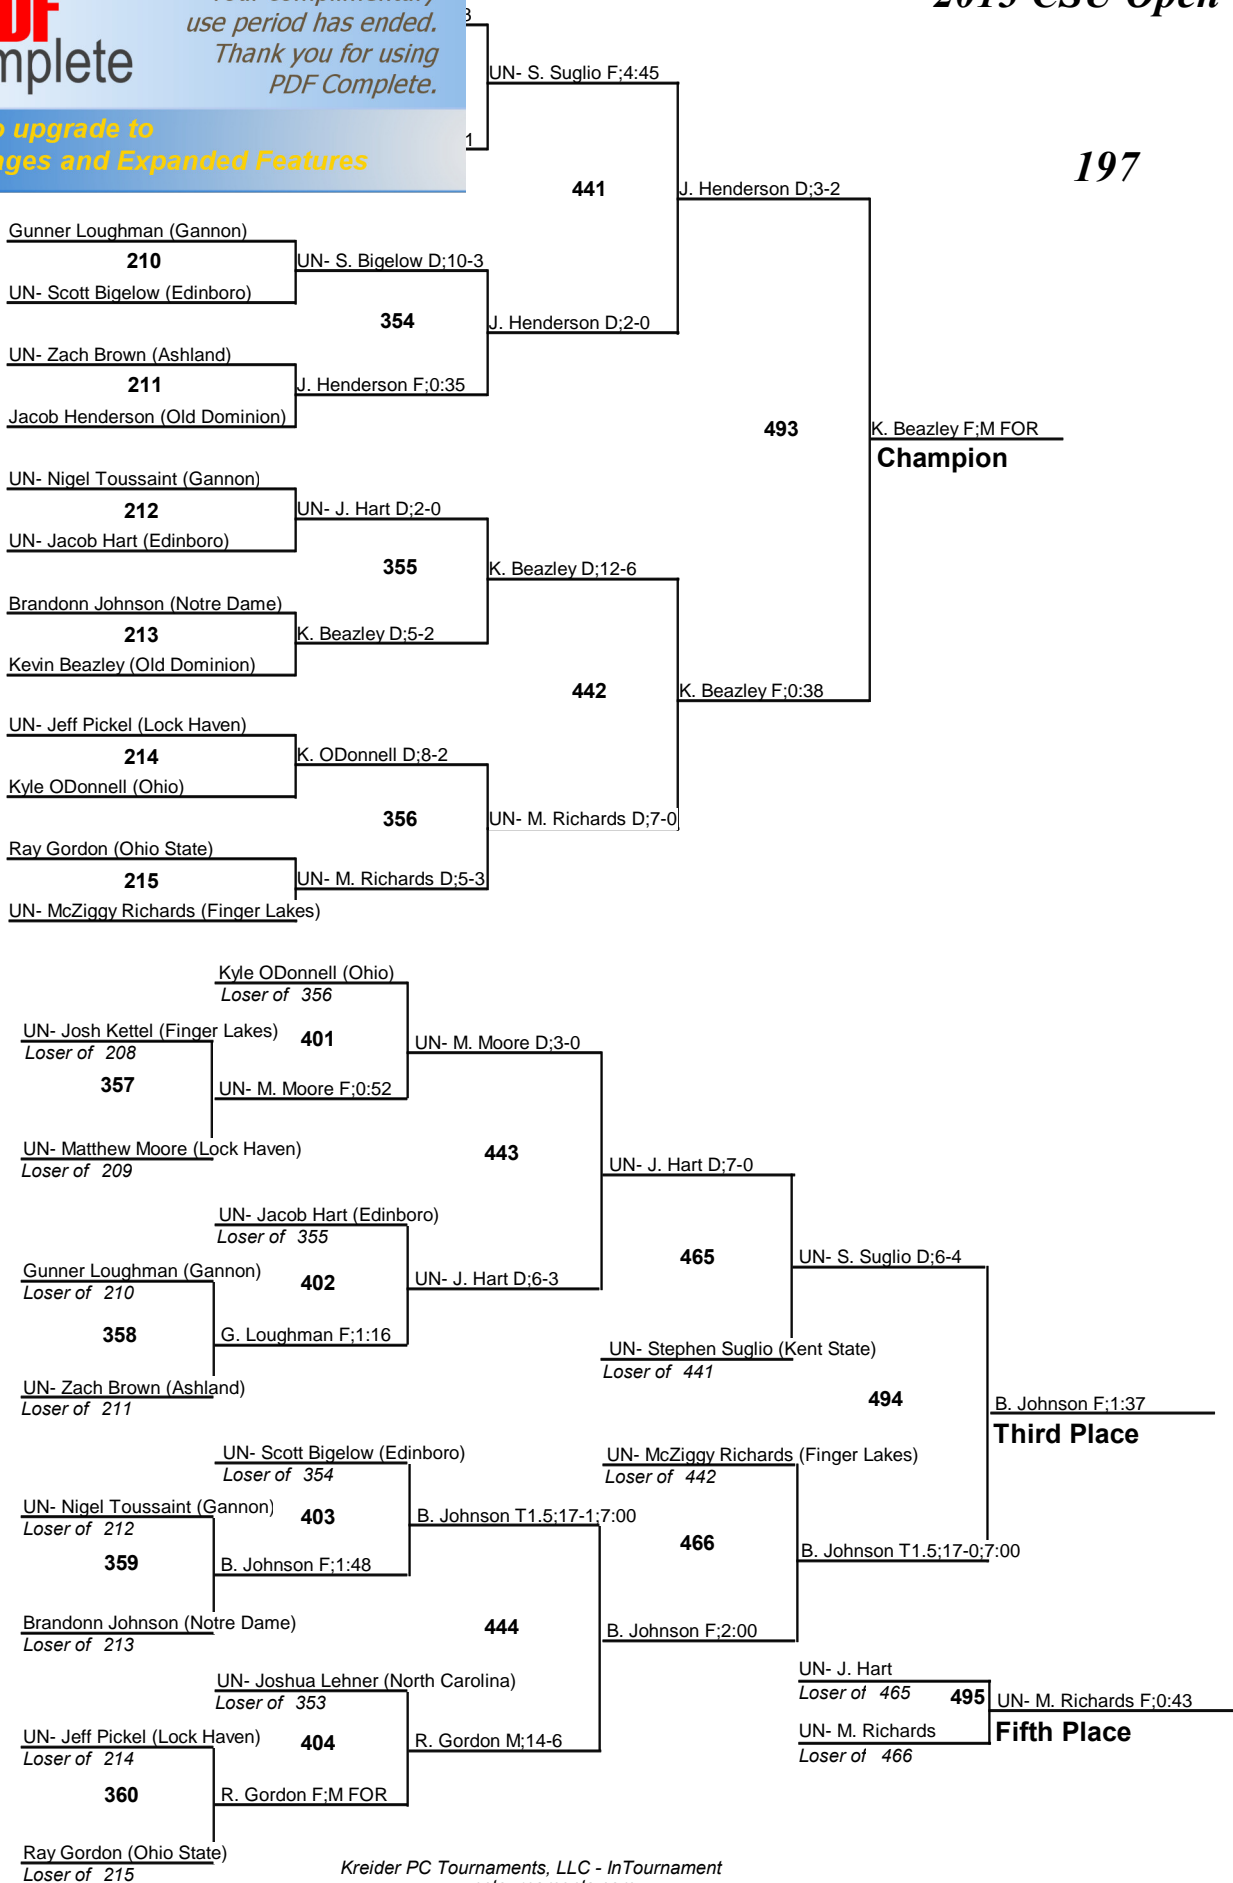 use period has ended.
Thank you for using
PDF Complete.
mplete
upgrade to
ges and Expanded Features
2013 CSU Open
197
UN- S. Suglio F;4:45
441
J. Henderson D;3-2
Gunner Loughman (Gannon)
210
UN- S. Bigelow D;10-3
UN- Scott Bigelow (Edinboro)
354
J. Henderson D;2-0
UN- Zach Brown (Ashland)
211
J. Henderson F;0:35
Jacob Henderson (Old Dominion)
493
K. Beazley F;M FOR
Champion
UN- Nigel Toussaint (Gannon)
212
UN- J. Hart D;2-0
UN- Jacob Hart (Edinboro)
355
K. Beazley D;12-6
Brandonn Johnson (Notre Dame)
213
K. Beazley D;5-2
Kevin Beazley (Old Dominion)
442
K. Beazley F;0:38
UN- Jeff Pickel (Lock Haven)
214
K. ODonnell D;8-2
Kyle ODonnell (Ohio)
356
UN- M. Richards D;7-0
Ray Gordon (Ohio State)
215
UN- M. Richards D;5-3
UN- McZiggy Richards (Finger Lakes)
Kyle ODonnell (Ohio)
Loser of 356
UN- Josh Kettel (Finger Lakes)
Loser of 208
401
UN- M. Moore D;3-0
357
UN- M. Moore F;0:52
UN- Matthew Moore (Lock Haven)
Loser of 209
443
UN- J. Hart D;7-0
UN- Jacob Hart (Edinboro)
Loser of 355
465
UN- S. Suglio D;6-4
Gunner Loughman (Gannon)
Loser of 210
402
UN- J. Hart D;6-3
358
G. Loughman F;1:16
UN- Stephen Suglio (Kent State)
Loser of 441
UN- Zach Brown (Ashland)
Loser of 211
494
B. Johnson F;1:37
Third Place
UN- Scott Bigelow (Edinboro)
Loser of 354
UN- McZiggy Richards (Finger Lakes)
Loser of 442
UN- Nigel Toussaint (Gannon)
Loser of 212
403
B. Johnson T1.5;17-1;7:00
466
B. Johnson T1.5;17-0;7:00
359
B. Johnson F;1:48
Brandonn Johnson (Notre Dame)
Loser of 213
444
B. Johnson F;2:00
UN- Joshua Lehner (North Carolina)
Loser of 353
UN- J. Hart
Loser of 465
495
UN- M. Richards F;0:43
Fifth Place
UN- M. Richards
Loser of 466
UN- Jeff Pickel (Lock Haven)
Loser of 214
404
R. Gordon M;14-6
360
R. Gordon F;M FOR
Ray Gordon (Ohio State)
Loser of 215
Kreider PC Tournaments, LLC - InTournament